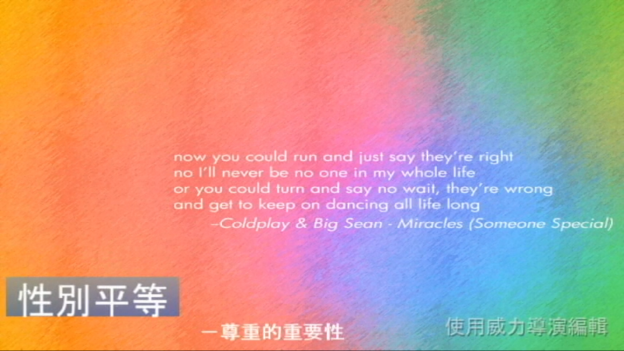 now you could run and just say they're right
no I'll never be no one in my whole life
or you could turn and say no wait, they're wrong
and get to keep on dancing all life long
–Coldplay & Big Sean - Miracles (Someone Special)
性別平等
－尊重的重要性
使用威力導演編輯